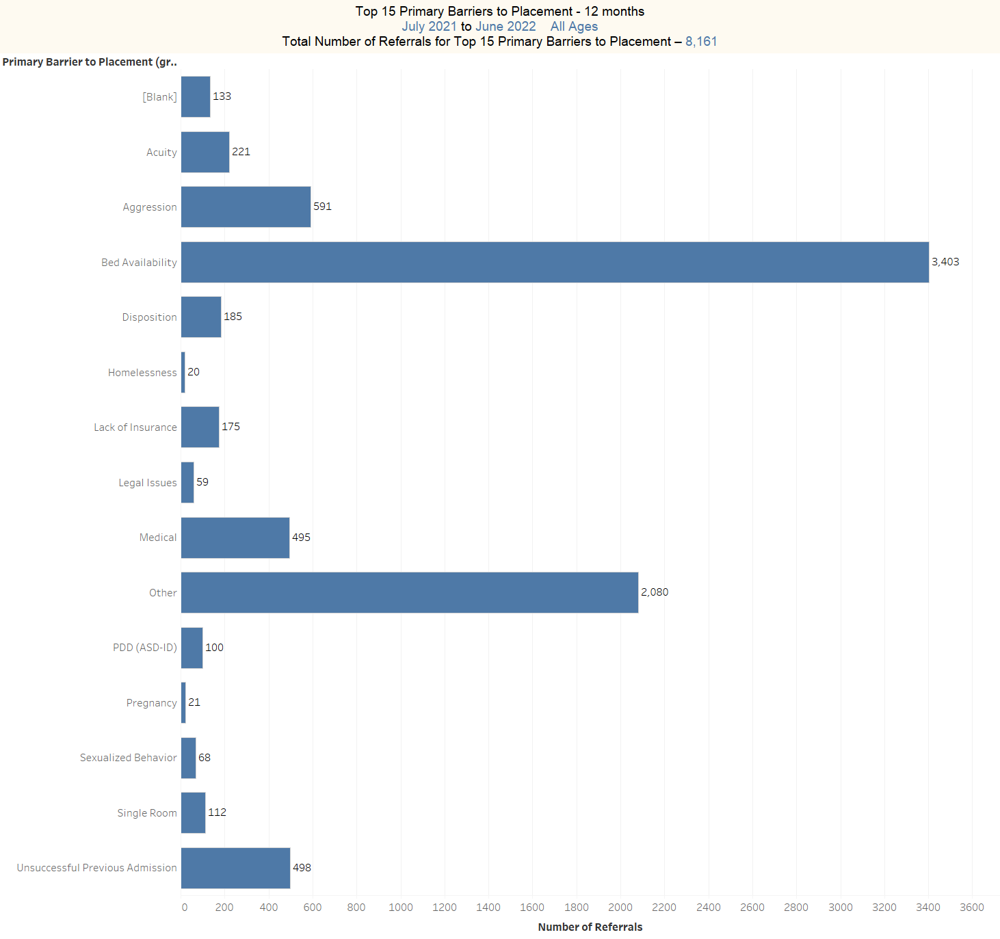 Top 15 Primary Barriers to Placement - 12 months
July 2021 to June 2022 All Ages
Total Number of Referrals for Top 15 Primary Barriers to Placement – 8,161
Primary Barrier to Placement (gr..
[Blank] 133
Acuity 221
Aggression 591
Bed Availability 3,403
Disposition 185
Homelessness 20
Lack of Insurance 175
Legal Issues 59
Medical 495
Other 2,080
PDD (ASD-ID) 100
Pregnancy 21
Sexualized Behavior 68
Single Room 112
Unsuccessful Previous Admission 498
0 200 400 600 800 1000 1200 1400 1600 1800 2000 2200 2400 2600 2800 3000 3200 3400 3600
Number of Referrals